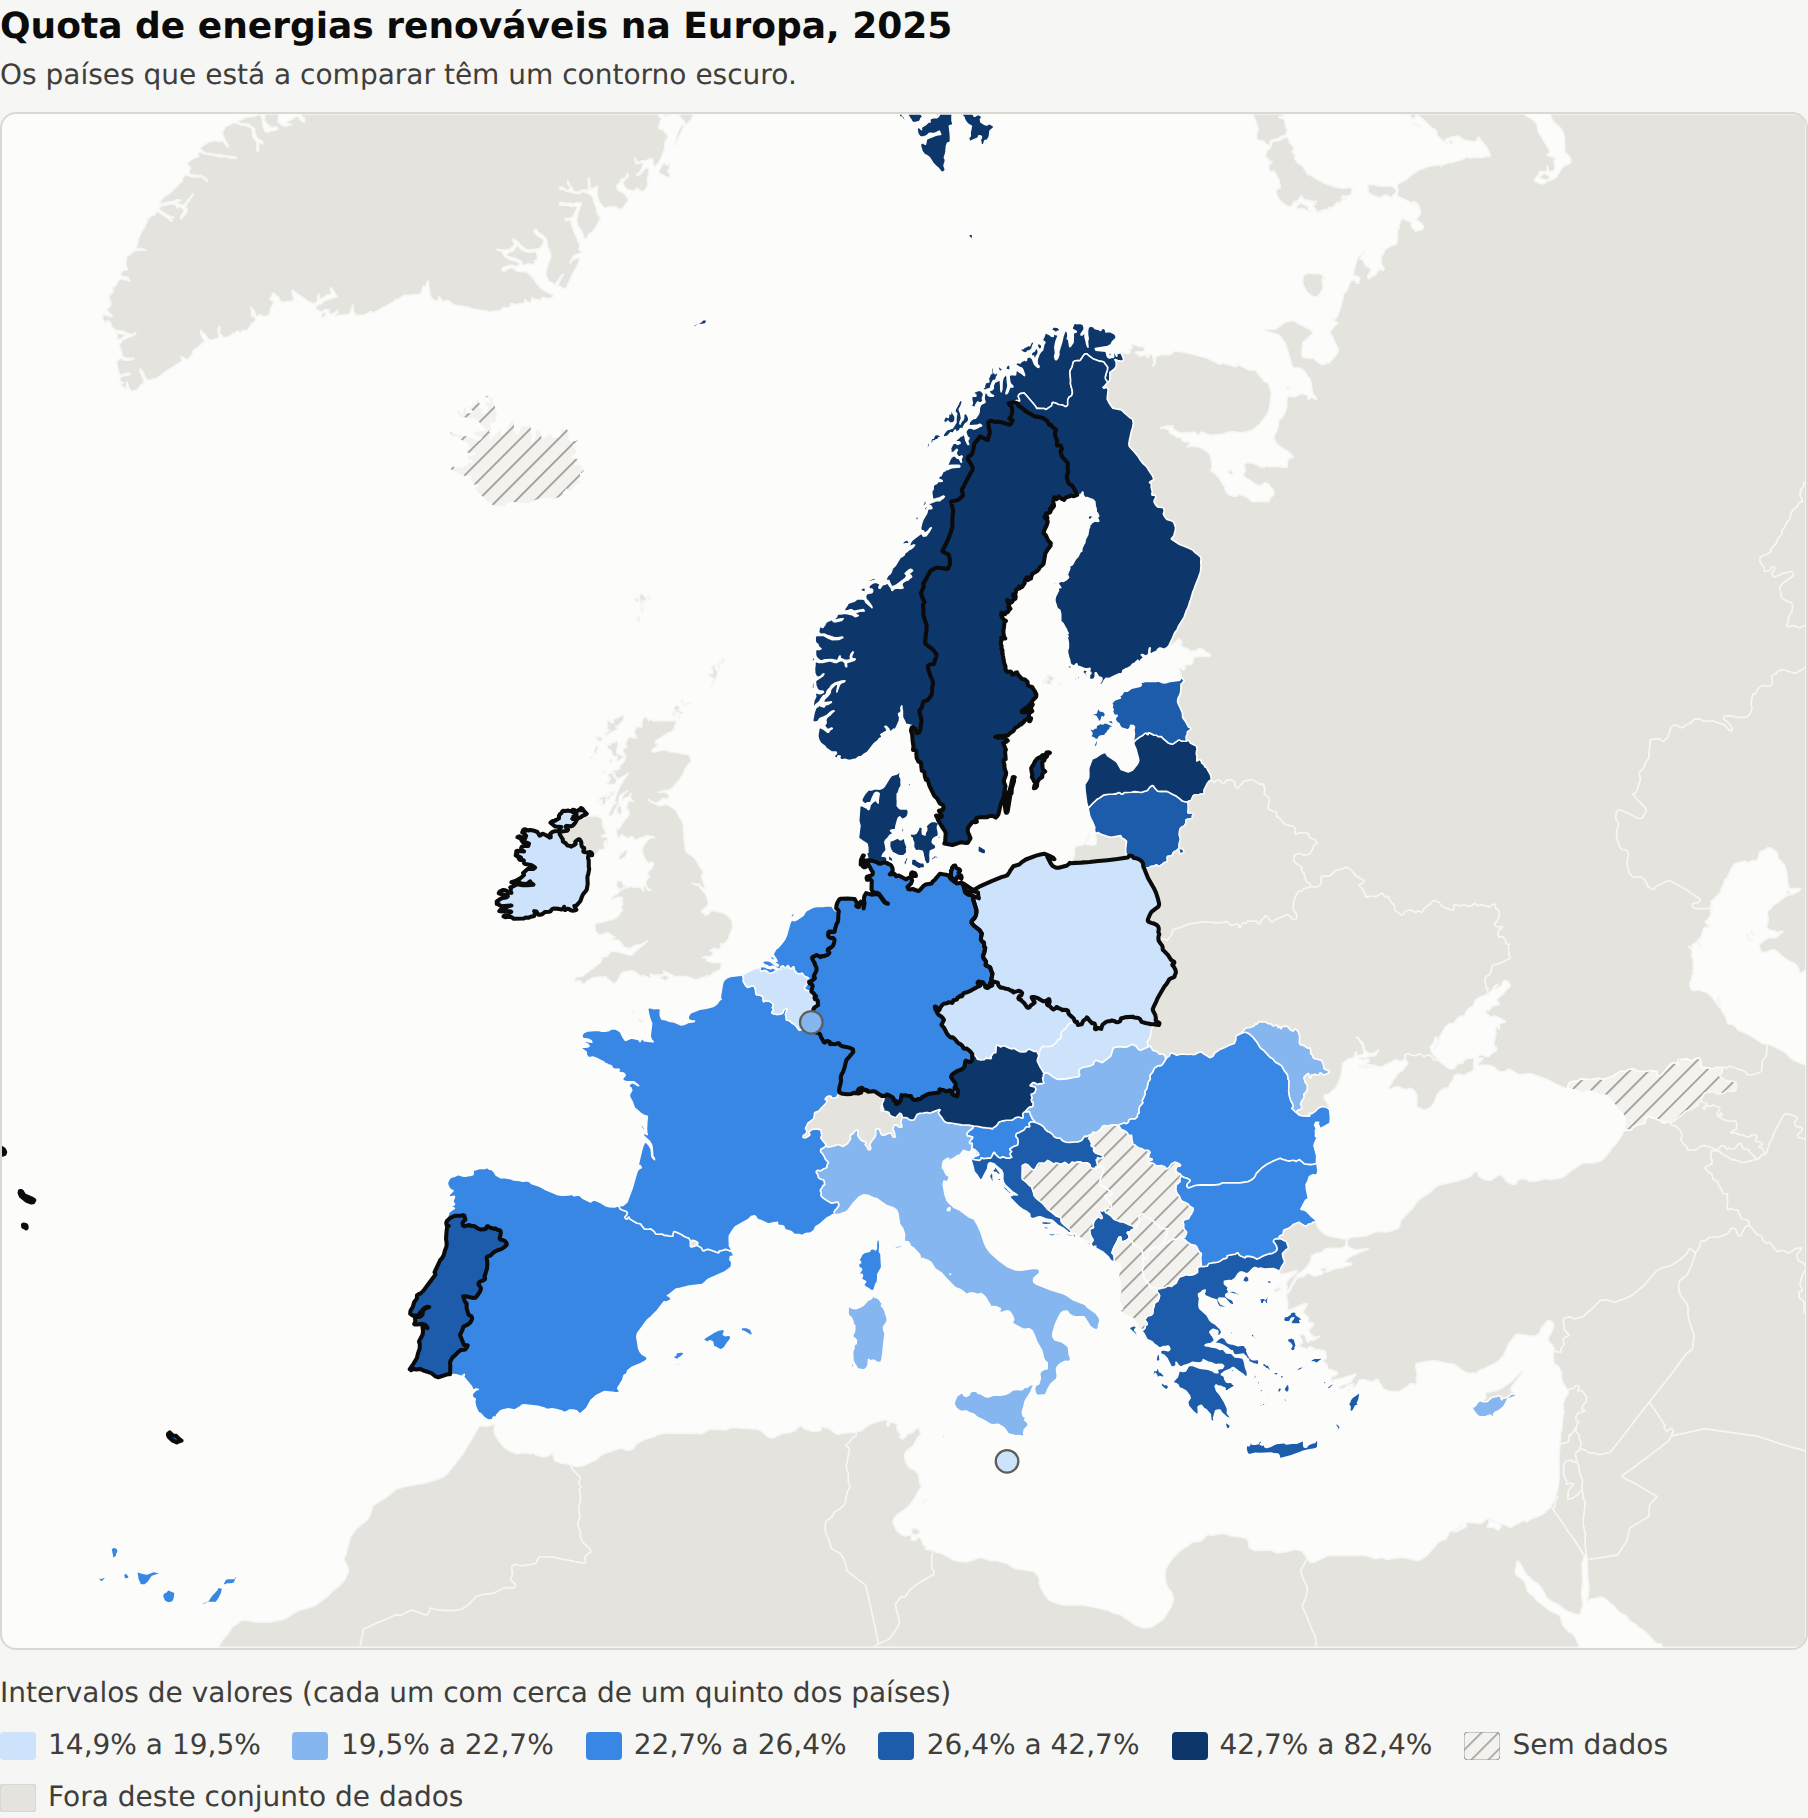 Quota de energias renováveis na Europa, 2025
Os países que está a comparar têm um contorno escuro.
Intervalos de valores (cada um com cerca de um quinto dos países)
14,9% a 19,5% 19,5% a 22,7% 22,7% a 26,4% 26,4% a 42,7% 42,7% a 82,4% Sem dados
Fora deste conjunto de dados